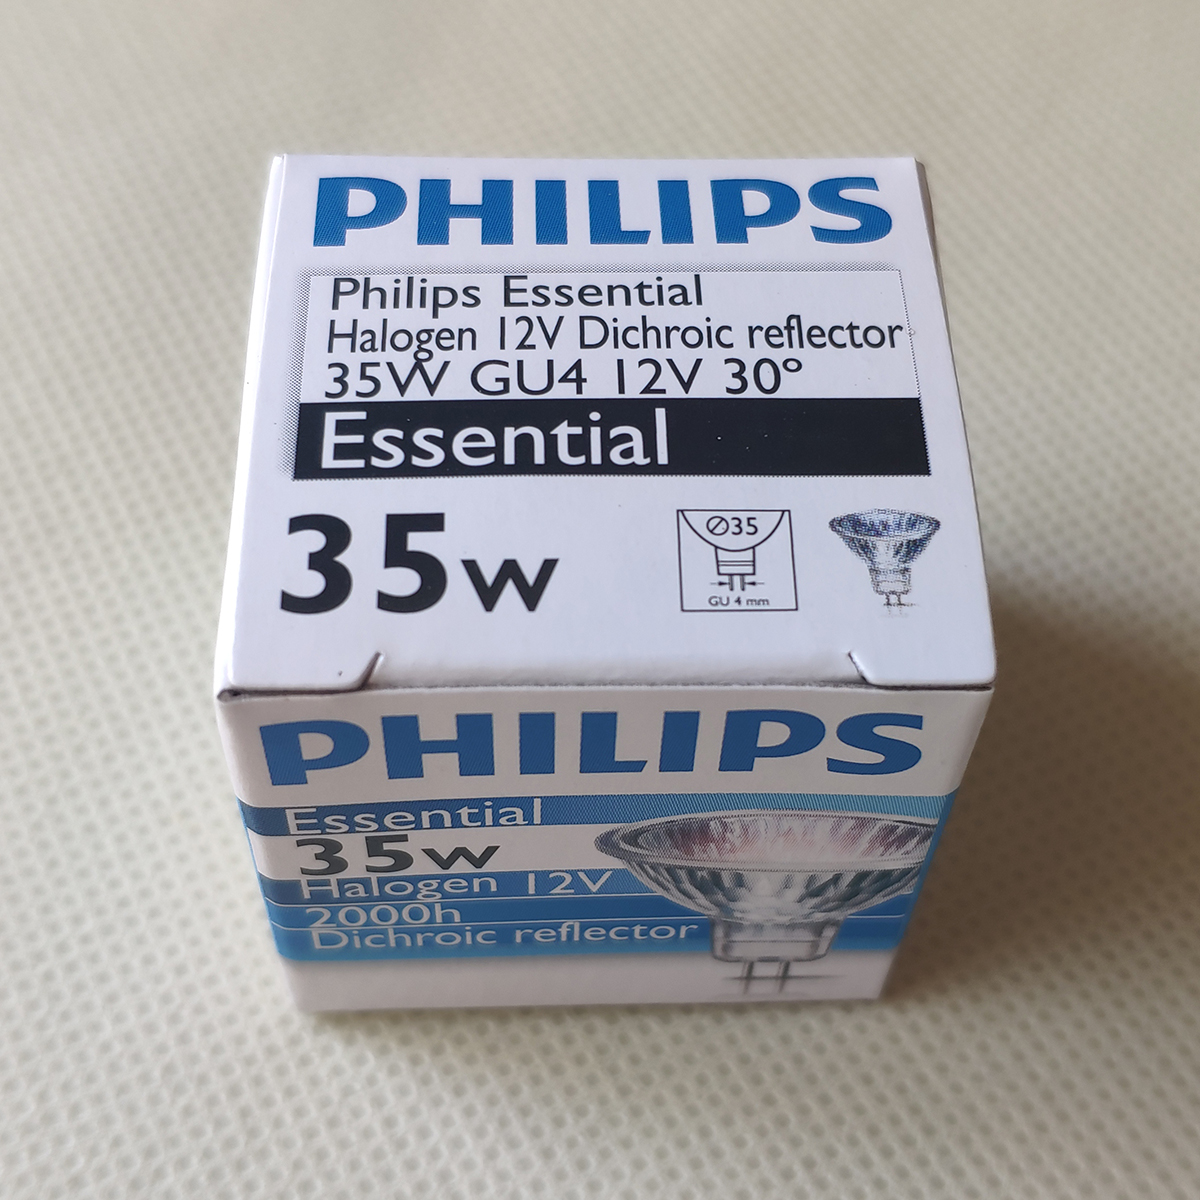 PHILIPS
Philips Essential
Halogen 12V Dichroic reflector
35W GU4 12V 30º
Essential
35w
⌀35
GU 4 mm
PHILIPS
Essential
35w
Halogen 12V
2000h
Dichroic reflector